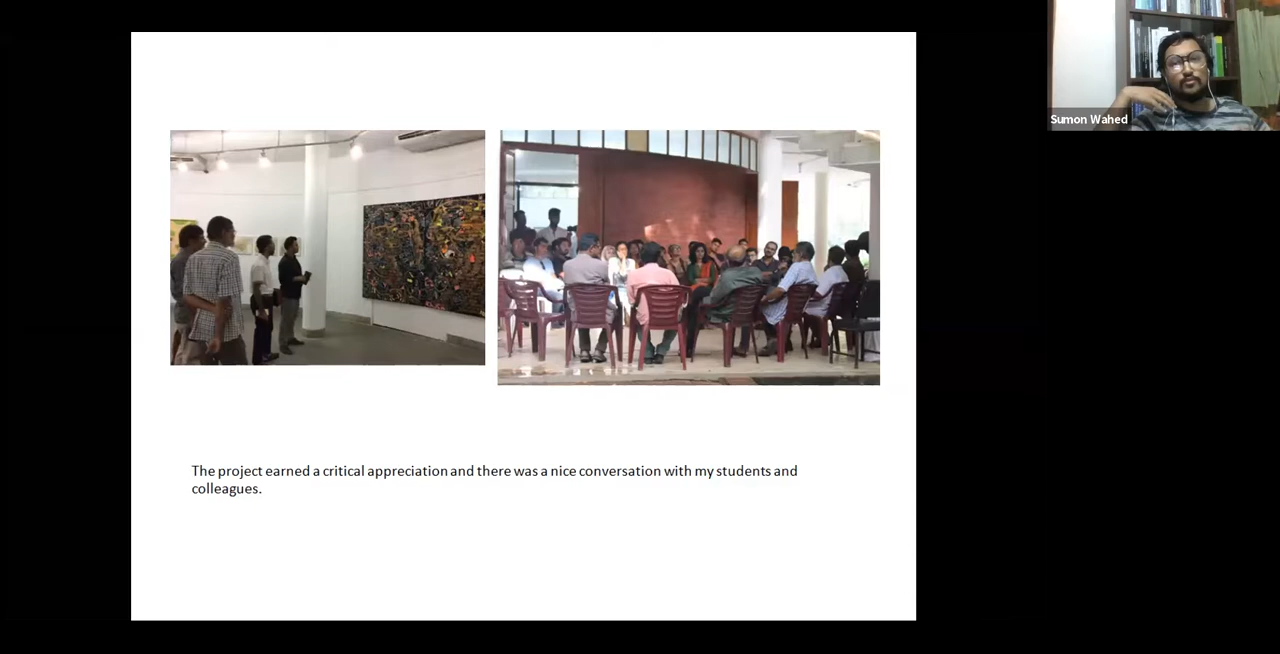 Sumon Wahed
The project earned a critical appreciation and there was a nice conversation with my students and
colleagues.